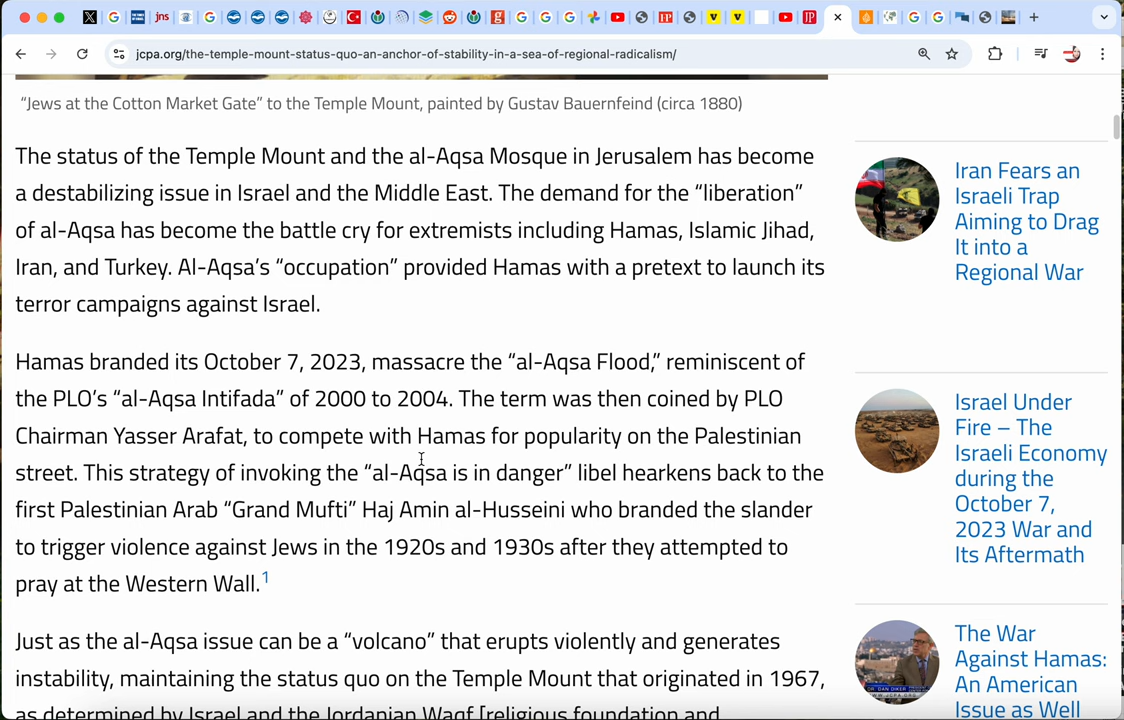 jcpa.org/the-temple-mount-status-quo-an-anchor-of-stability-in-a-sea-of-regional-radicalism/
"Jews at the Cotton Market Gate" to the Temple Mount, painted by Gustav Bauernfeind (circa 1880)
The status of the Temple Mount and the al-Aqsa Mosque in Jerusalem has become
a destabilizing issue in Israel and the Middle East. The demand for the "liberation"
of al-Aqsa has become the battle cry for extremists including Hamas, Islamic Jihad,
Iran, and Turkey. Al-Aqsa's "occupation" provided Hamas with a pretext to launch its
terror campaigns against Israel.
Hamas branded its October 7, 2023, massacre the "al-Aqsa Flood," reminiscent of
the PLO's "al-Aqsa Intifada" of 2000 to 2004. The term was then coined by PLO
Chairman Yasser Arafat, to compete with Hamas for popularity on the Palestinian
street. This strategy of invoking the "al-Aqsa is in danger" libel hearkens back to the
first Palestinian Arab "Grand Mufti" Haj Amin al-Husseini who branded the slander
to trigger violence against Jews in the 1920s and 1930s after they attempted to
pray at the Western Wall.1
Just as the al-Aqsa issue can be a "volcano" that erupts violently and generates
instability, maintaining the status quo on the Temple Mount that originated in 1967,
as determined by Israel and the Jordanian Waqf [religious foundation and
Iran Fears an
Israeli Trap
Aiming to Drag
It into a
Regional War
Israel Under
Fire – The
Israeli Economy
during the
October 7,
2023 War and
Its Aftermath
The War
Against Hamas:
An American
Issue as Well